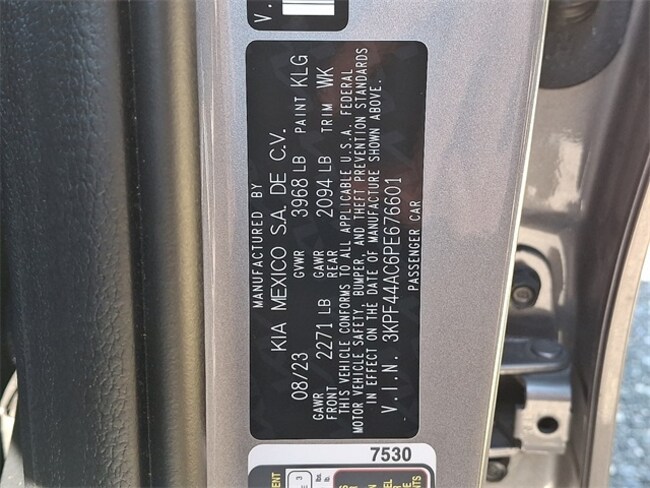 V.
MANUFACTURED BY
KIA MEXICO S.A. DE C.V.
08/23 GVWR 3968 LB PAINT KLG
GAWR FRONT 2271 LB GAWR REAR 2094 LB TRIM WK
THIS VEHICLE CONFORMS TO ALL APPLICABLE U.S.A. FEDERAL
MOTOR VEHICLE SAFETY, BUMPER, AND THEFT PREVENTION STANDARDS
IN EFFECT ON THE DATE OF MANUFACTURE SHOWN ABOVE.
V.I.N. 3KPF44AC6PE676601
PASSENGER CAR
7530